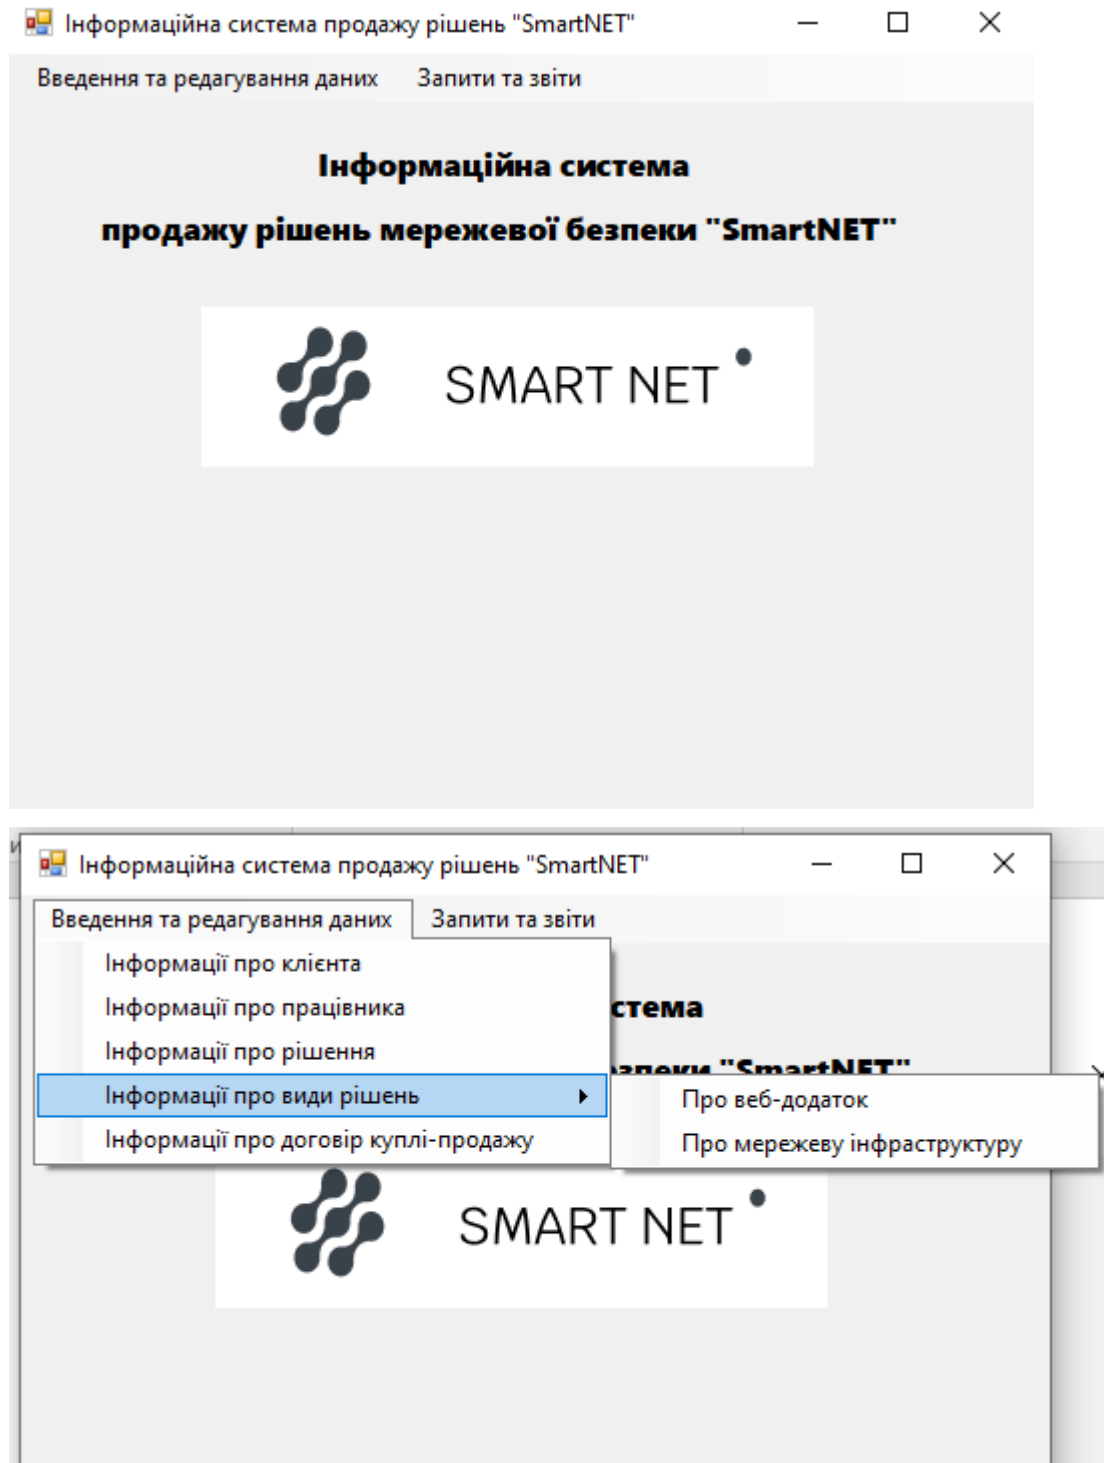 Інформаційна система продажу рішень "SmartNET"
Введення та редагування даних Запити та звіти
Інформаційна система
продажу рішень мережевої безпеки "SmartNET"
SMART NET
Інформаційна система продажу рішень "SmartNET"
Введення та редагування даних Запити та звіти
Інформації про клієнта
Інформації про працівника
стема
Інформації про рішення
зпеки "SmartNET"
Інформації про види рішень
Про веб-додаток
Інформації про договір куплі-продажу
Про мережеву інфраструктуру
SMART NET